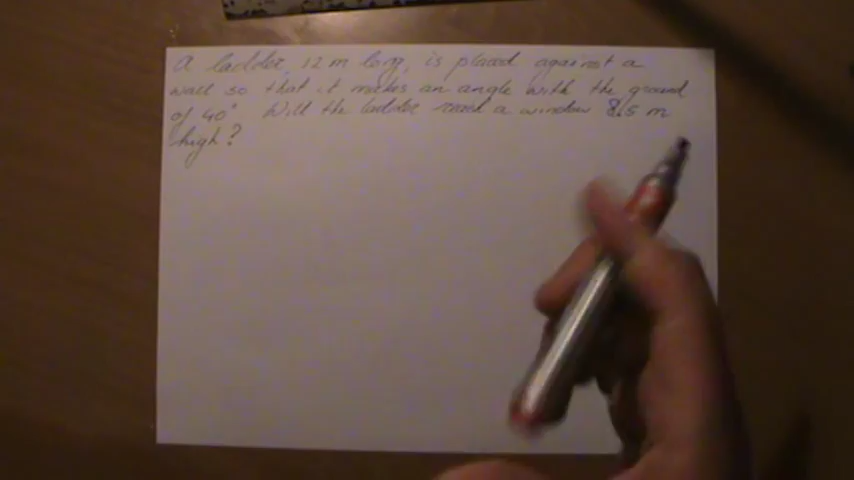 A ladder, 12 m long, is placed against a
wall so that it makes an angle with the ground
of 40° Will the ladder reach a window 8.5 m
high?